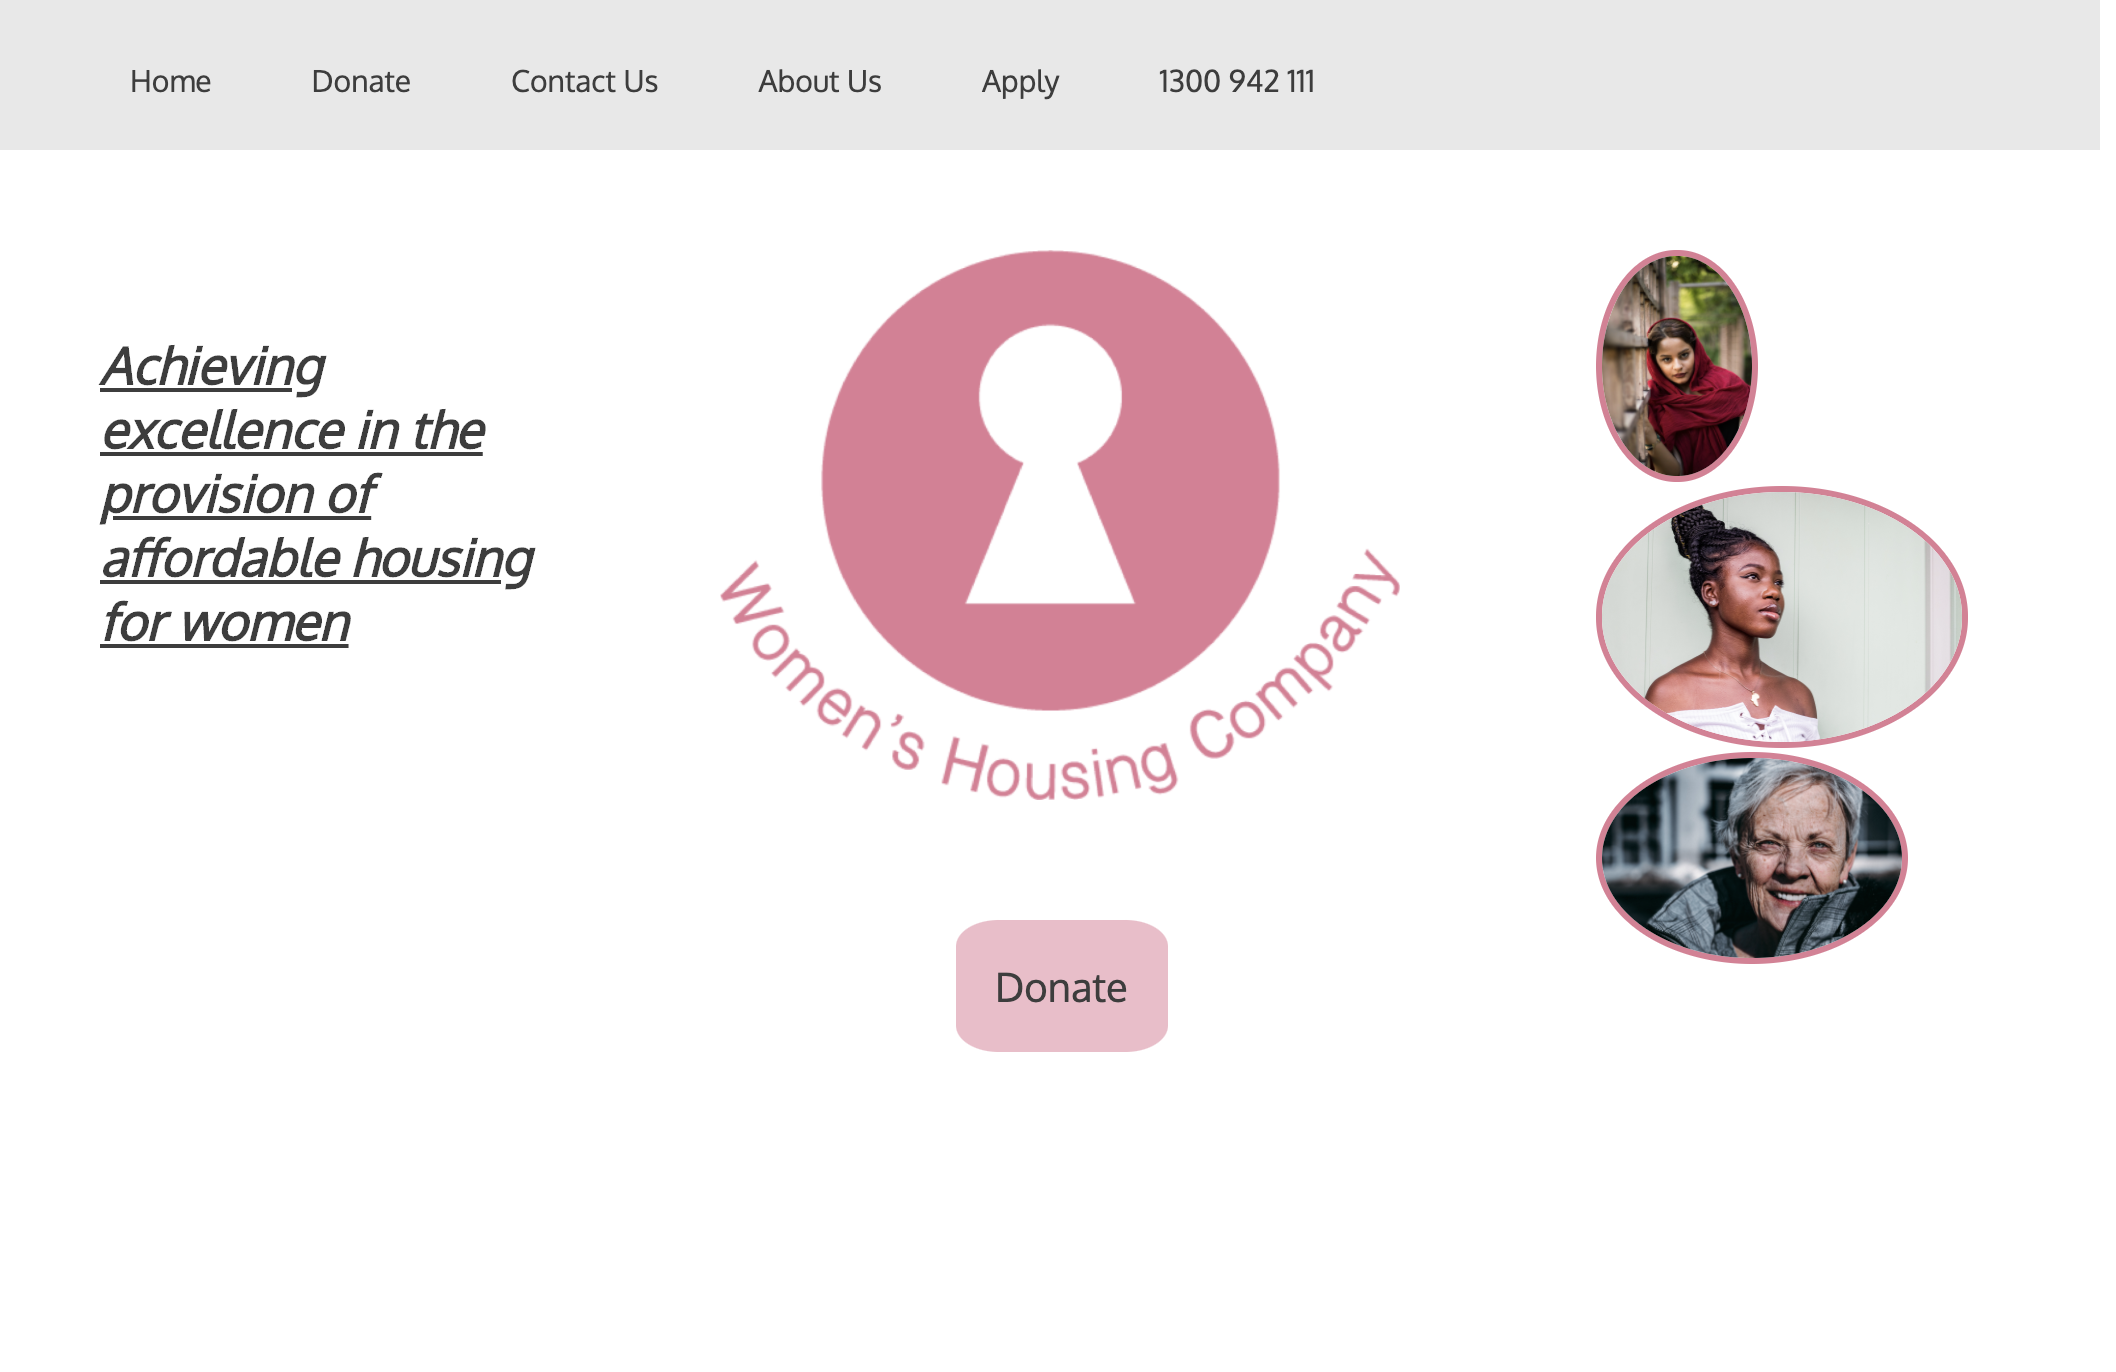 Home Donate Contact Us About Us Apply 1300 942 111
Achieving
excellence in the
provision of
affordable housing
for women
Women's Housing Company
Donate